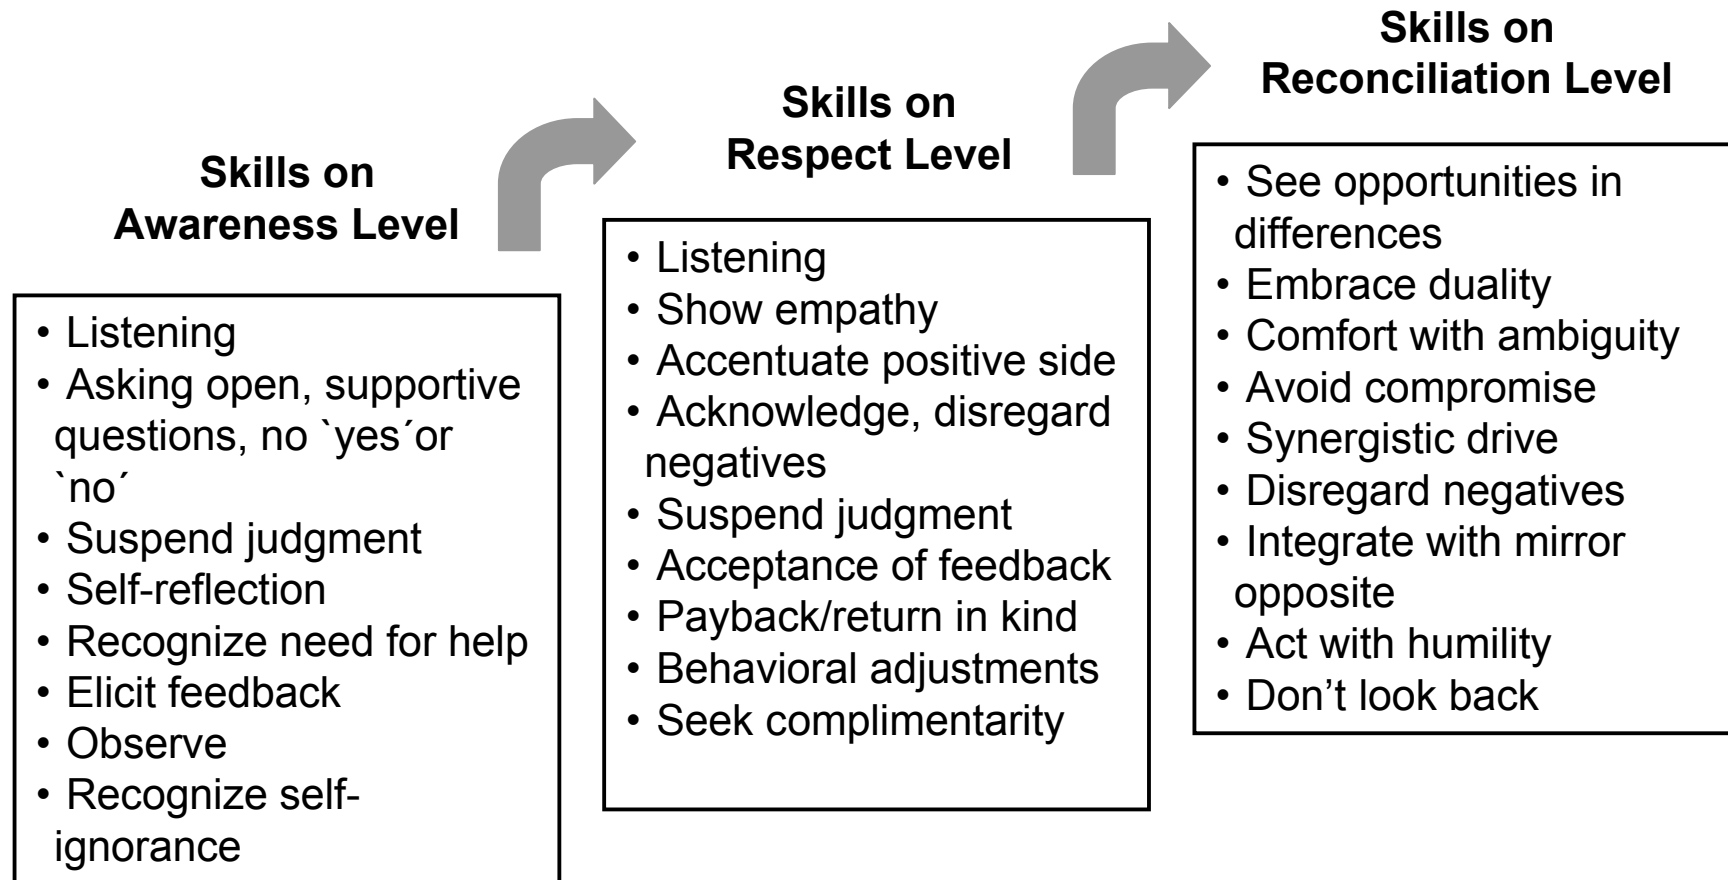 Skills on
Awareness Level
• Listening
• Asking open, supportive
questions, no `yes´or
`no´
• Suspend judgment
• Self-reflection
• Recognize need for help
• Elicit feedback
• Observe
• Recognize self-
ignorance
Skills on
Respect Level
• Listening
• Show empathy
• Accentuate positive side
• Acknowledge, disregard
negatives
• Suspend judgment
• Acceptance of feedback
• Payback/return in kind
• Behavioral adjustments
• Seek complimentarity
Skills on
Reconciliation Level
• See opportunities in
differences
• Embrace duality
• Comfort with ambiguity
• Avoid compromise
• Synergistic drive
• Disregard negatives
• Integrate with mirror
opposite
• Act with humility
• Don’t look back